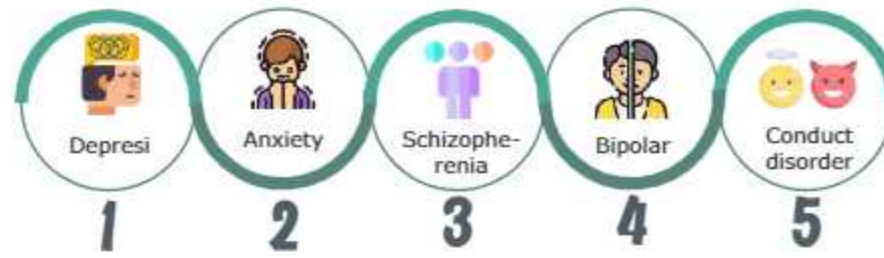 Depresi
Anxiety
Schizophe-
renia
Bipolar
Conduct
disorder
1
2
3
4
5